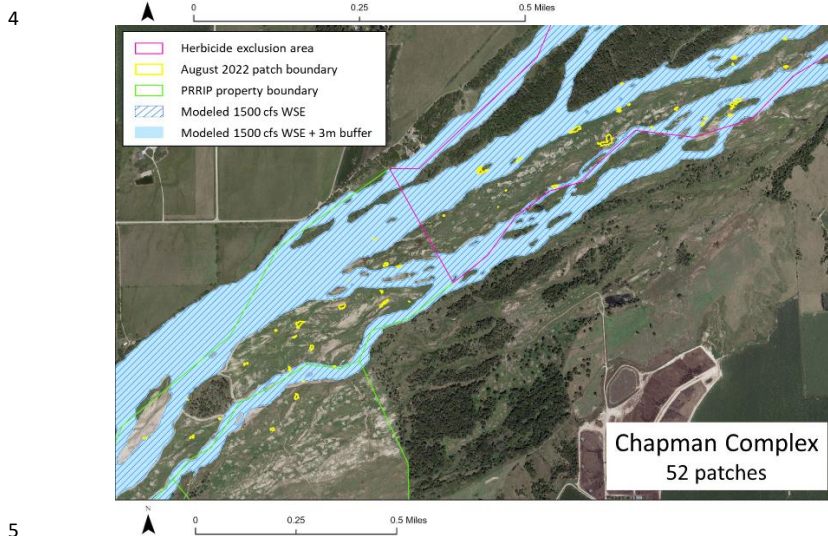 4
0 0.25 0.5 Miles
Herbicide exclusion area
August 2022 patch boundary
PRRIP property boundary
Modeled 1500 cfs WSE
Modeled 1500 cfs WSE + 3m buffer
Chapman Complex
52 patches
5
N
0 0.25 0.5 Miles